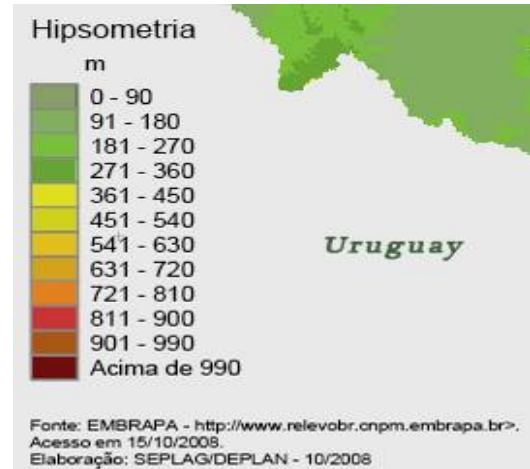 Hipsometria
m
0 - 90
91 - 180
181 - 270
271 - 360
361 - 450
451 - 540
541 - 630
631 - 720
721 - 810
811 - 900
901 - 990
Acima de 990
Uruguay
Fonte: EMBRAPA - http://www.relevobr.cnpm.embrapa.br>.
Acesso em 15/10/2008.
Elaboração: SEPLAG/DEPLAN - 10/2008